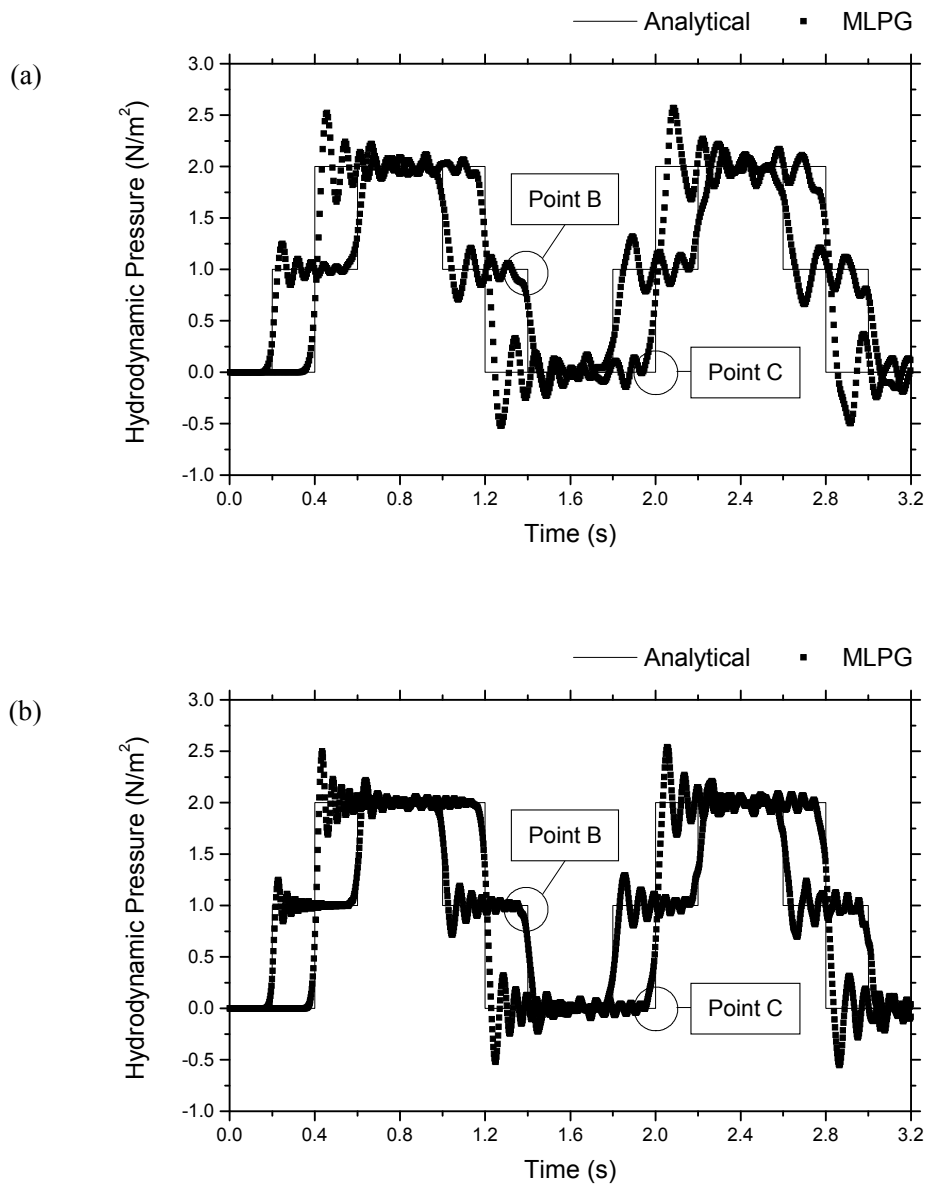 Analytical MLPG
(a)
3.0
2.5
2.0
1.5
1.0
0.5
0.0
-0.5
-1.0
Hydrodynamic Pressure (N/m²)
Point B
Point C
0.0 0.4 0.8 1.2 1.6 2.0 2.4 2.8 3.2
Time (s)
Analytical MLPG
(b)
3.0
2.5
2.0
1.5
1.0
0.5
0.0
-0.5
-1.0
Hydrodynamic Pressure (N/m²)
Point B
Point C
0.0 0.4 0.8 1.2 1.6 2.0 2.4 2.8 3.2
Time (s)